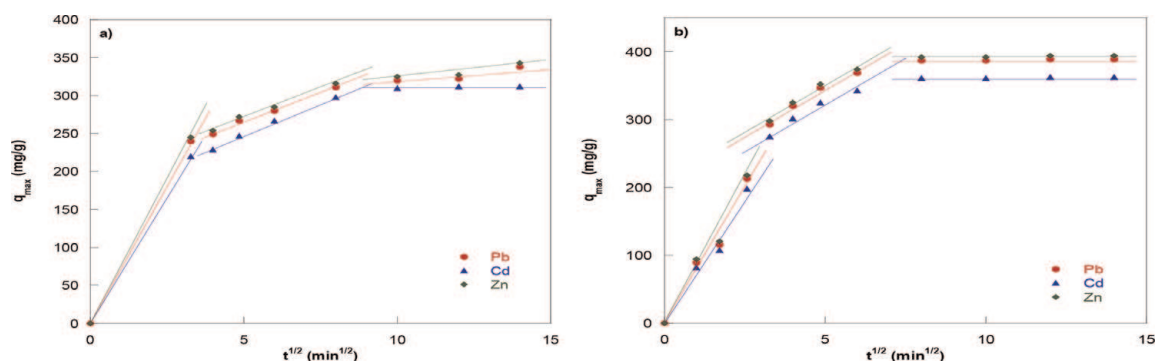 a)
q_max (mg/g)
400
350
300
250
200
150
100
50
0
0 5 10 15
t^1/2 (min^1/2)
Pb
Cd
Zn
b)
q_max (mg/g)
400
300
200
100
0
0 5 10 15
t^1/2 (min^1/2)
Pb
Cd
Zn